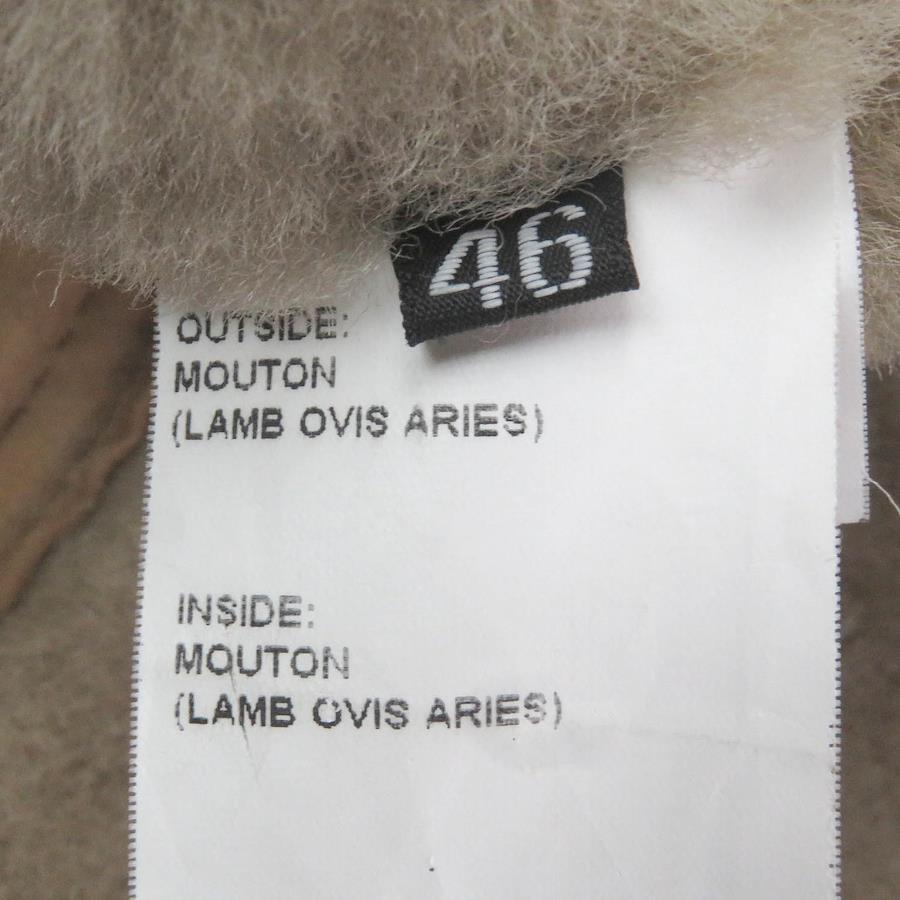 46
OUTSIDE:
MOUTON
(LAMB OVIS ARIES)
INSIDE:
MOUTON
(LAMB OVIS ARIES)